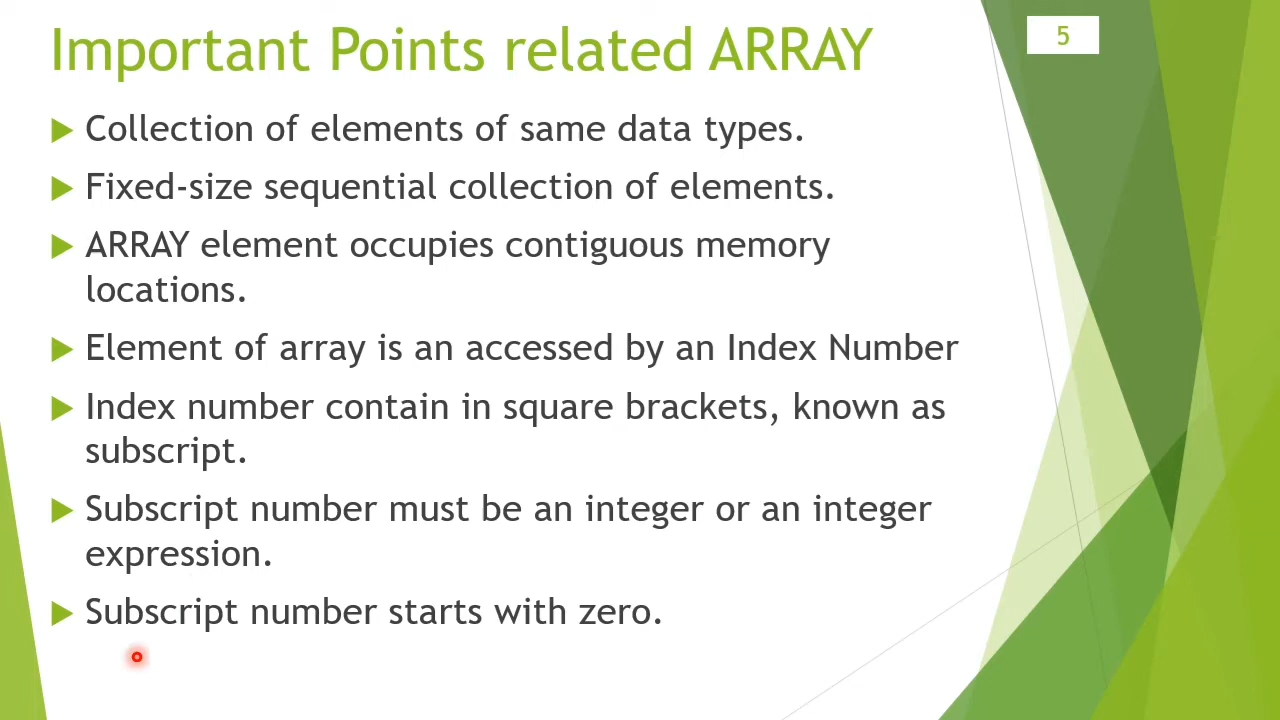 Important Points related ARRAY
5
Collection of elements of same data types.
Fixed-size sequential collection of elements.
ARRAY element occupies contiguous memory
locations.
Element of array is an accessed by an Index Number
Index number contain in square brackets, known as
subscript.
Subscript number must be an integer or an integer
expression.
Subscript number starts with zero.